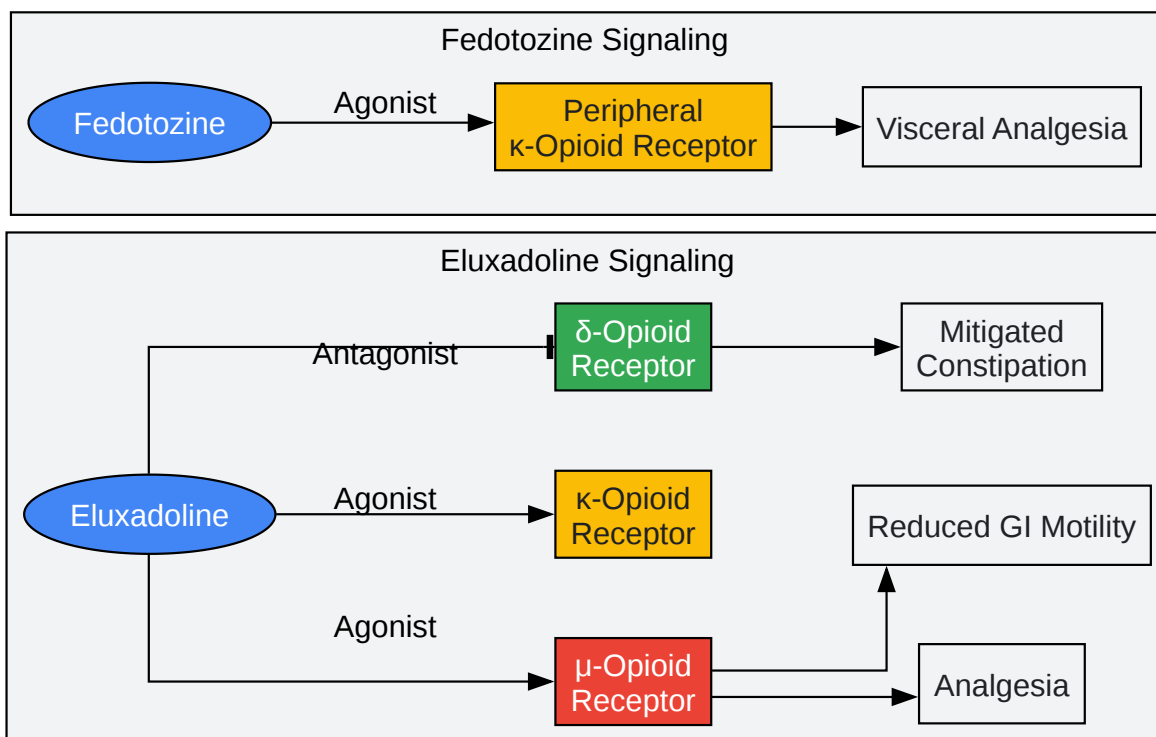 Fedotozine Signaling
Fedotozine
Agonist
Peripheral
κ-Opioid Receptor
Visceral Analgesia
Eluxadoline Signaling
Antagonist
δ-Opioid
Receptor
Mitigated
Constipation
Eluxadoline
Agonist
κ-Opioid
Receptor
Reduced GI Motility
Agonist
μ-Opioid
Receptor
Analgesia